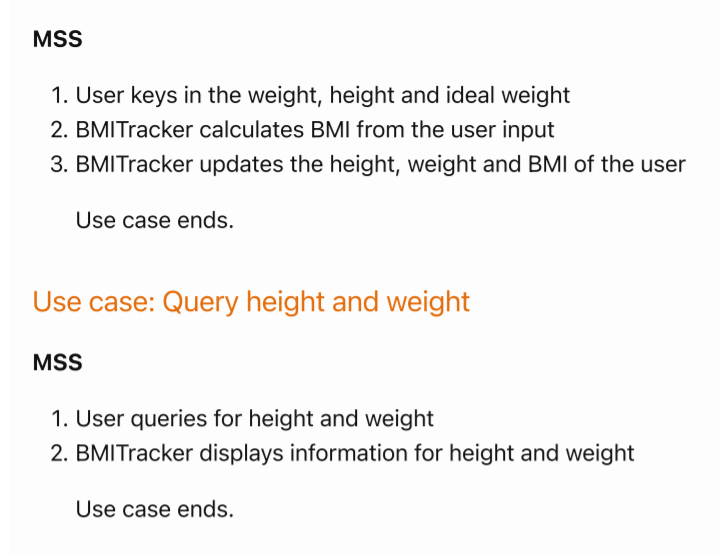 MSS
1. User keys in the weight, height and ideal weight
2. BMITracker calculates BMI from the user input
3. BMITracker updates the height, weight and BMI of the user
Use case ends.
Use case: Query height and weight
MSS
1. User queries for height and weight
2. BMITracker displays information for height and weight
Use case ends.